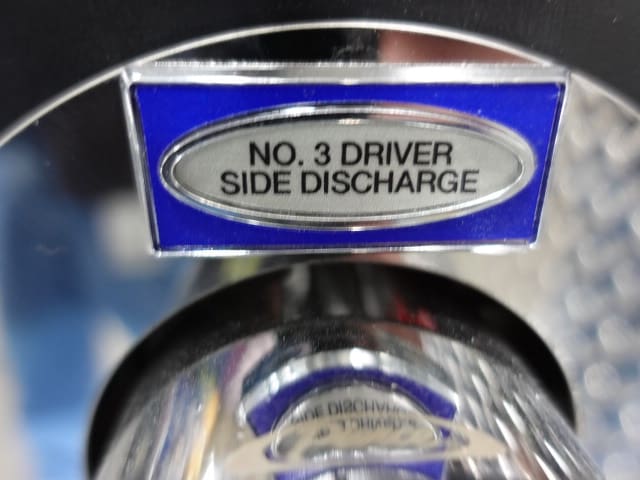 NO. 3 DRIVER
SIDE DISCHARGE